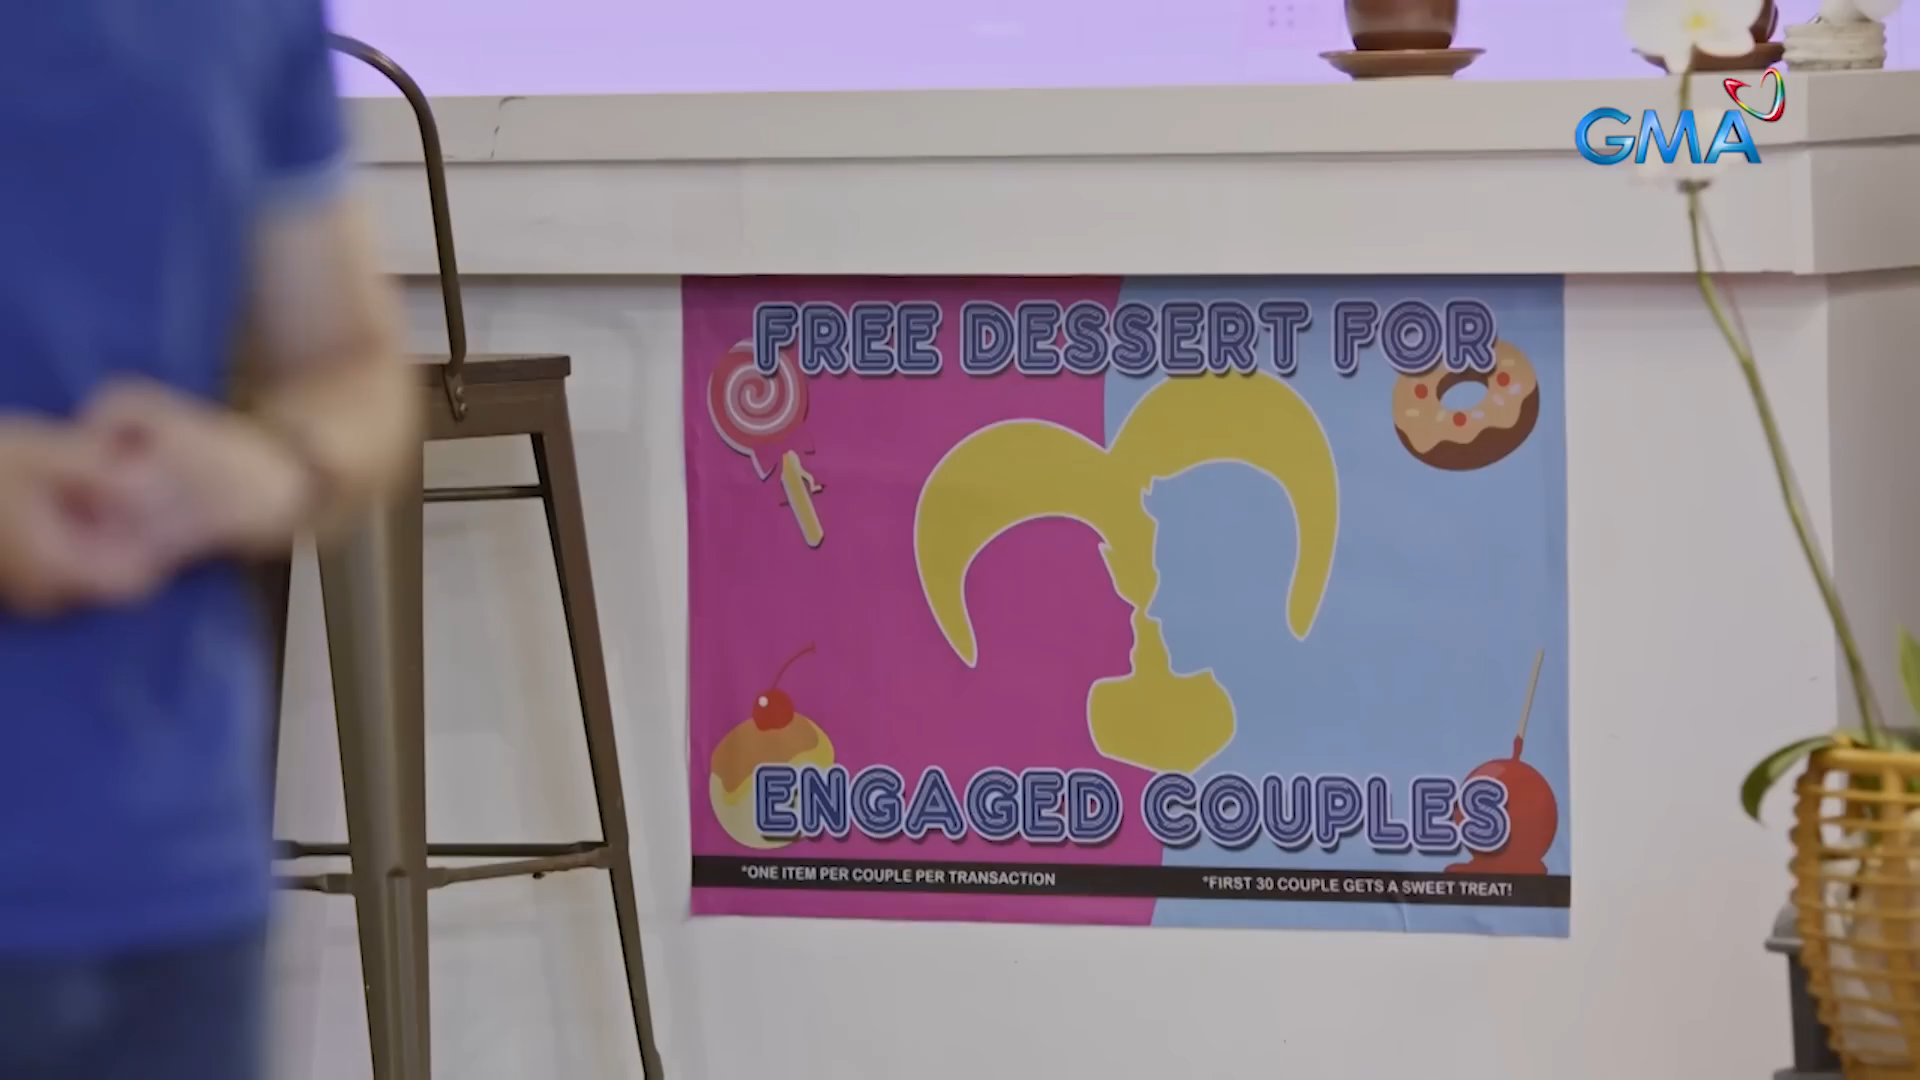 GMA
FREE DESSERT FOR
ENGAGED COUPLES
*ONE ITEM PER COUPLE PER TRANSACTION
*FIRST 30 COUPLE GETS A SWEET TREAT!